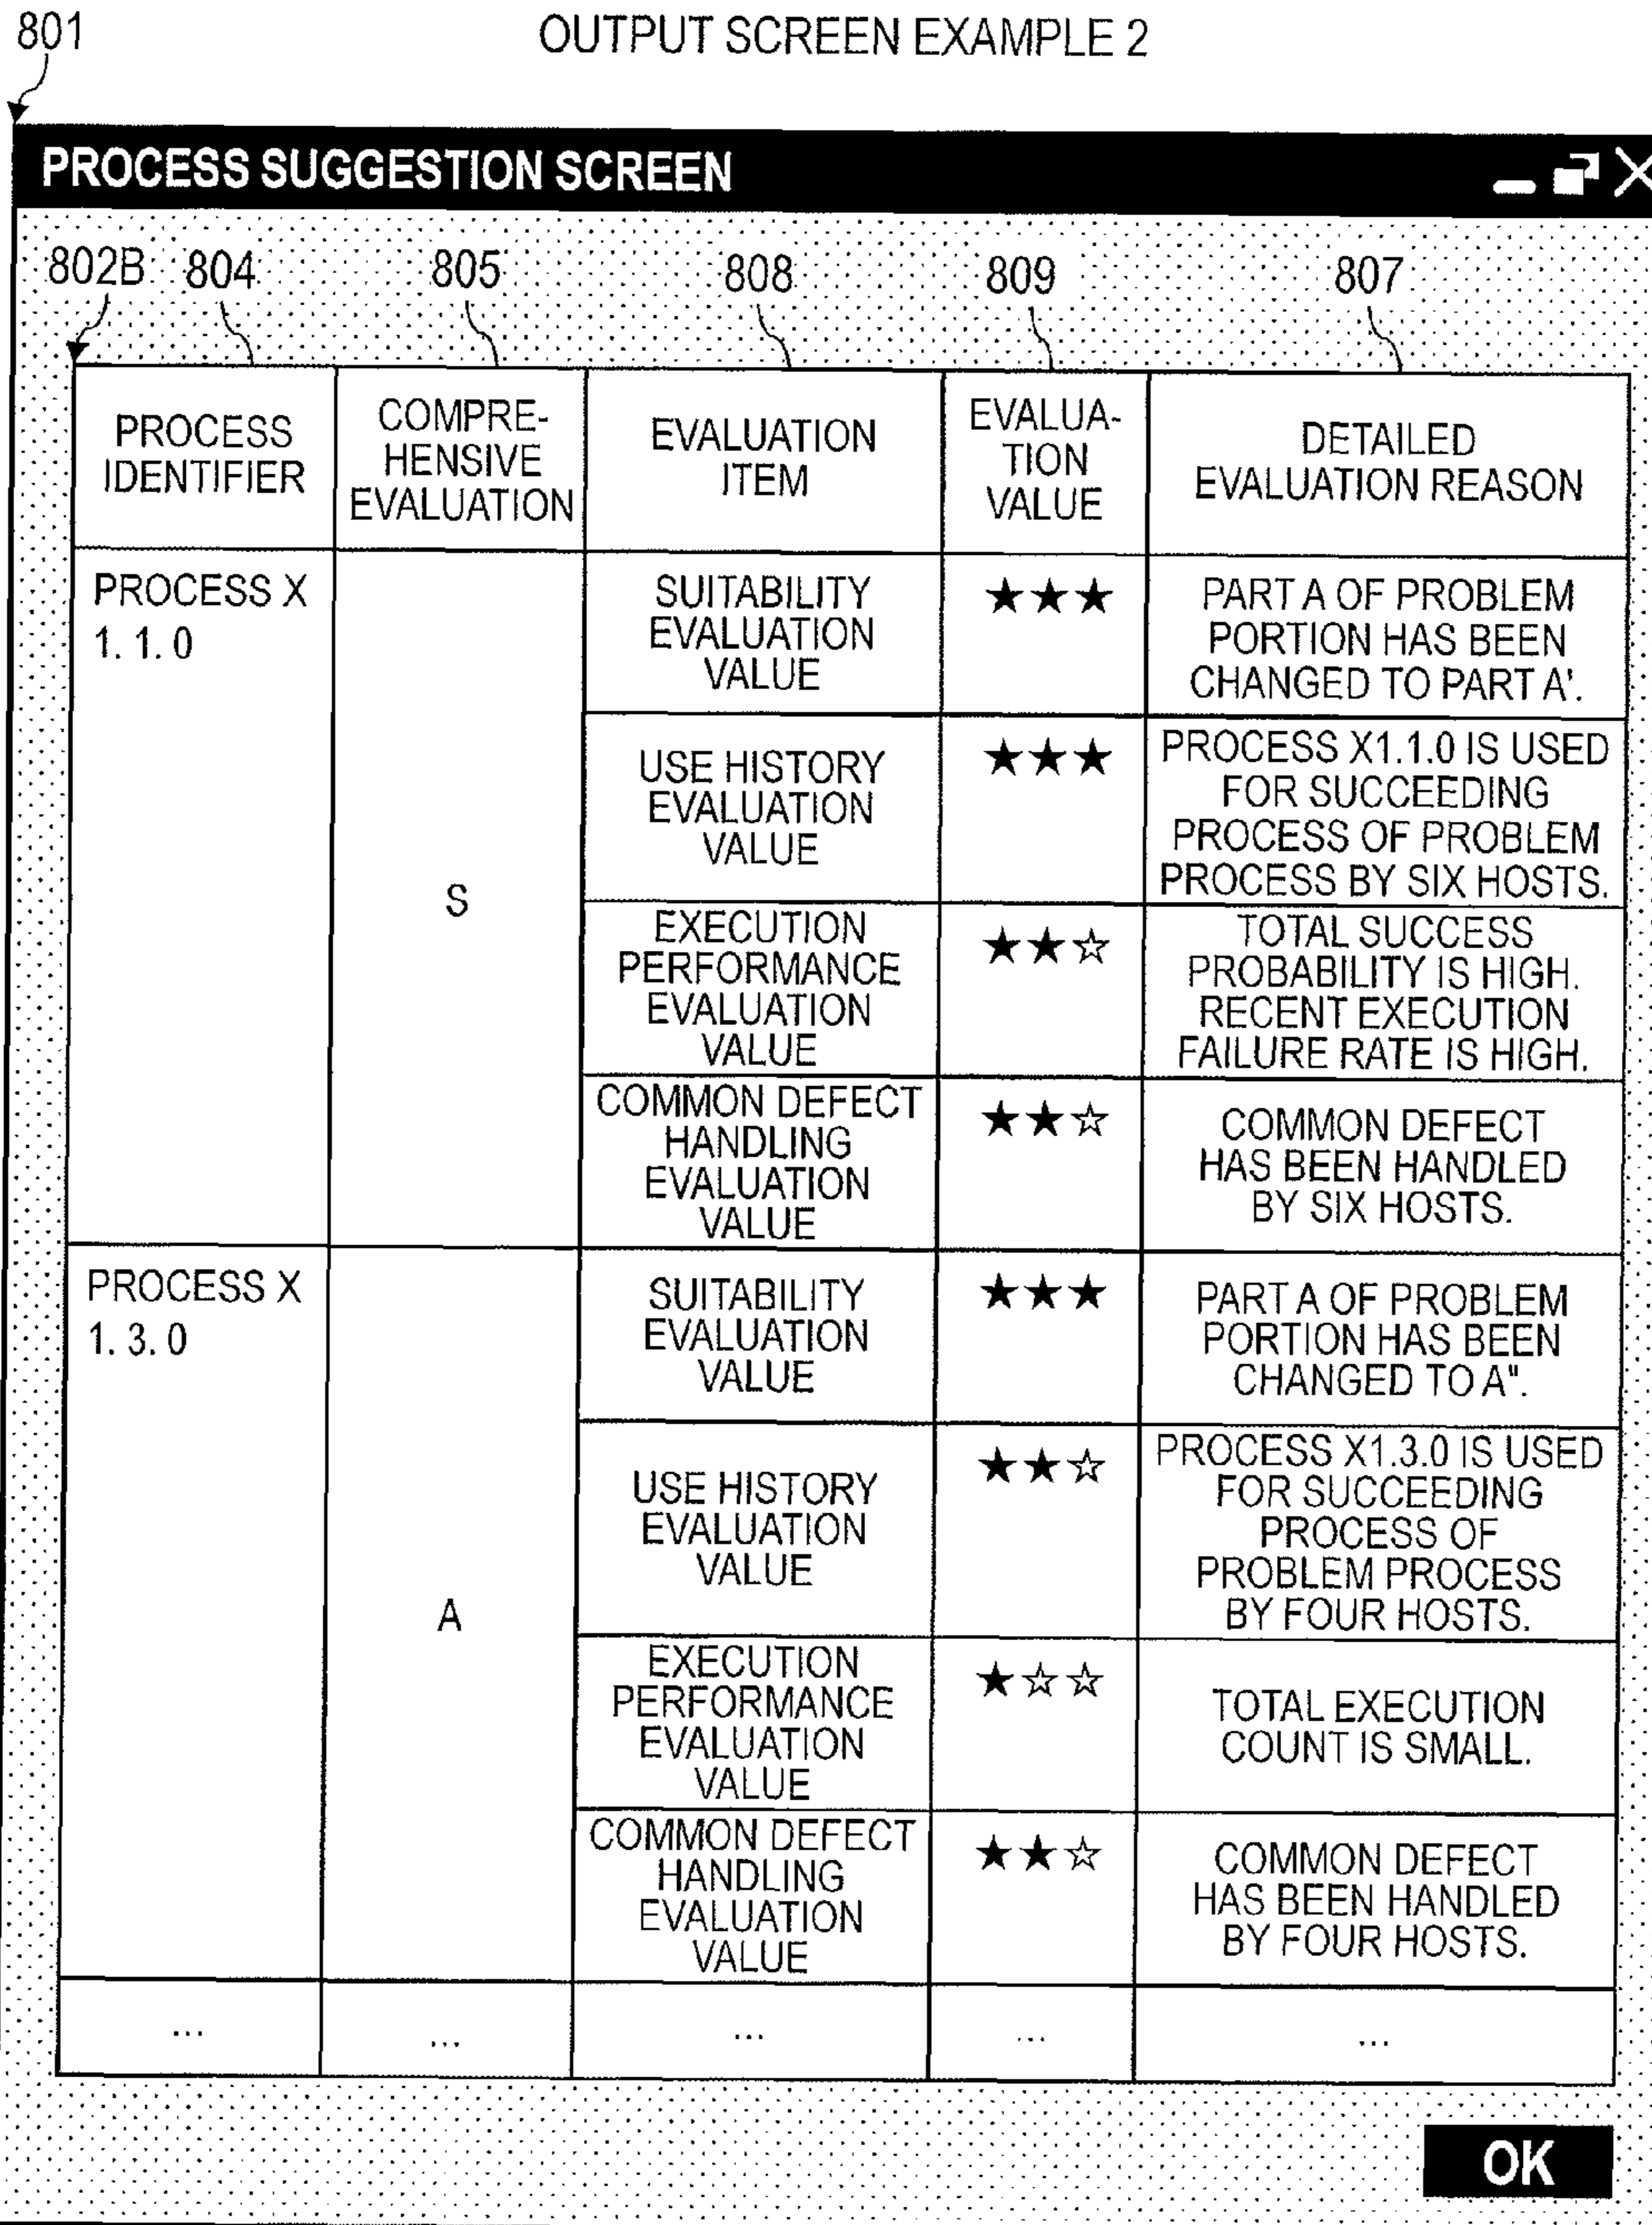 801
OUTPUT SCREEN EXAMPLE 2
PROCESS SUGGESTION SCREEN
802B 804 805 808 809 807
PROCESS
IDENTIFIER
COMPRE-
HENSIVE
EVALUATION
EVALUATION
ITEM
EVALUA-
TION
VALUE
DETAILED
EVALUATION REASON
PROCESS X
1. 1. 0
S
SUITABILITY
EVALUATION
VALUE
★★★
PART A OF PROBLEM
PORTION HAS BEEN
CHANGED TO PART A'.
USE HISTORY
EVALUATION
VALUE
★★★
PROCESS X1.1.0 IS USED
FOR SUCCEEDING
PROCESS OF PROBLEM
PROCESS BY SIX HOSTS.
EXECUTION
PERFORMANCE
EVALUATION
VALUE
★★☆
TOTAL SUCCESS
PROBABILITY IS HIGH.
RECENT EXECUTION
FAILURE RATE IS HIGH.
COMMON DEFECT
HANDLING
EVALUATION
VALUE
★★☆
COMMON DEFECT
HAS BEEN HANDLED
BY SIX HOSTS.
PROCESS X
1. 3. 0
A
SUITABILITY
EVALUATION
VALUE
★★★
PART A OF PROBLEM
PORTION HAS BEEN
CHANGED TO A".
USE HISTORY
EVALUATION
VALUE
★★☆
PROCESS X1.3.0 IS USED
FOR SUCCEEDING
PROCESS OF
PROBLEM PROCESS
BY FOUR HOSTS.
EXECUTION
PERFORMANCE
EVALUATION
VALUE
★☆☆
TOTAL EXECUTION
COUNT IS SMALL.
COMMON DEFECT
HANDLING
EVALUATION
VALUE
★★☆
COMMON DEFECT
HAS BEEN HANDLED
BY FOUR HOSTS.
... ... ... ... ...
OK